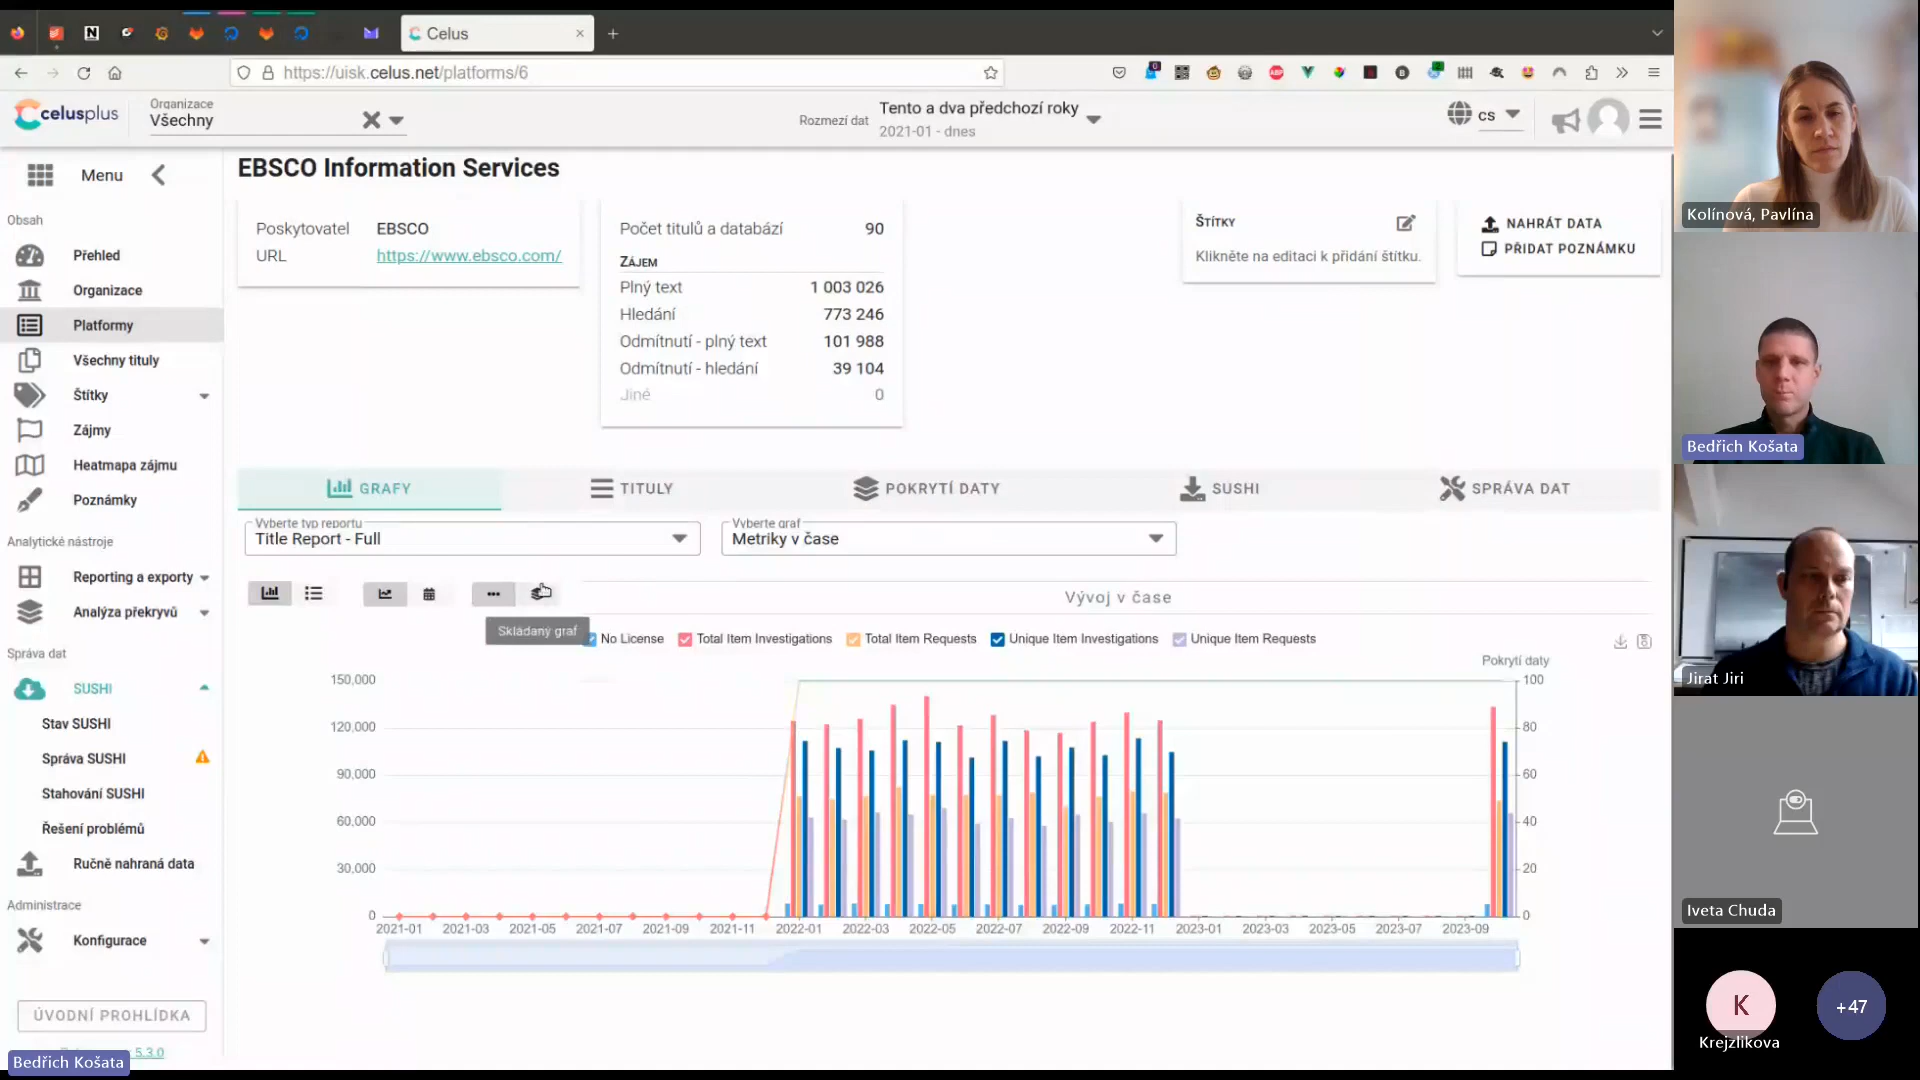 Celus
https://uisk.celus.net/platforms/6
celusplus
Organizace
Všechny
Rozmezí dat
Tento a dva předchozí roky
2021-01 - dnes
cs
Menu
Obsah
Přehled
Organizace
Platformy
Všechny tituly
Štítky
Zájmy
Heatmapa zájmu
Poznámky
Analytické nástroje
Reporting a exporty
Analýza překryvů
Správa dat
SUSHI
Stav SUSHI
Správa SUSHI
Stahování SUSHI
Řešení problémů
Ručně nahraná data
Administrace
Konfigurace
ÚVODNÍ PROHLÍDKA
5.3.0
Bedřich Košata
EBSCO Information Services
Poskytovatel EBSCO
URL https://www.ebsco.com/
Počet titulů a databází 90
ZÁJEM
Plný text 1 003 026
Hledání 773 246
Odmítnutí - plný text 101 988
Odmítnutí - hledání 39 104
Jiné 0
ŠTÍTKY
Klikněte na editaci k přidání štítku.
NAHRÁT DATA
PŘIDAT POZNÁMKU
GRAFY TITULY POKRYTÍ DATY SUSHI SPRÁVA DAT
Vyberte typ reportu
Title Report - Full
Vyberte graf
Metriky v čase
Vývoj v čase
Skládaný graf
No License Total Item Investigations Total Item Requests Unique Item Investigations Unique Item Requests
Pokrytí daty
150,000 100
120,000 80
90,000 60
60,000 40
30,000 20
0 0
2021-01 2021-03 2021-05 2021-07 2021-09 2021-11 2022-01 2022-03 2022-05 2022-07 2022-09 2022-11 2023-01 2023-03 2023-05 2023-07 2023-09
Kolínová, Pavlína
Bedřich Košata
Jirat Jiri
Iveta Chuda
K
Krejzlikova
+47